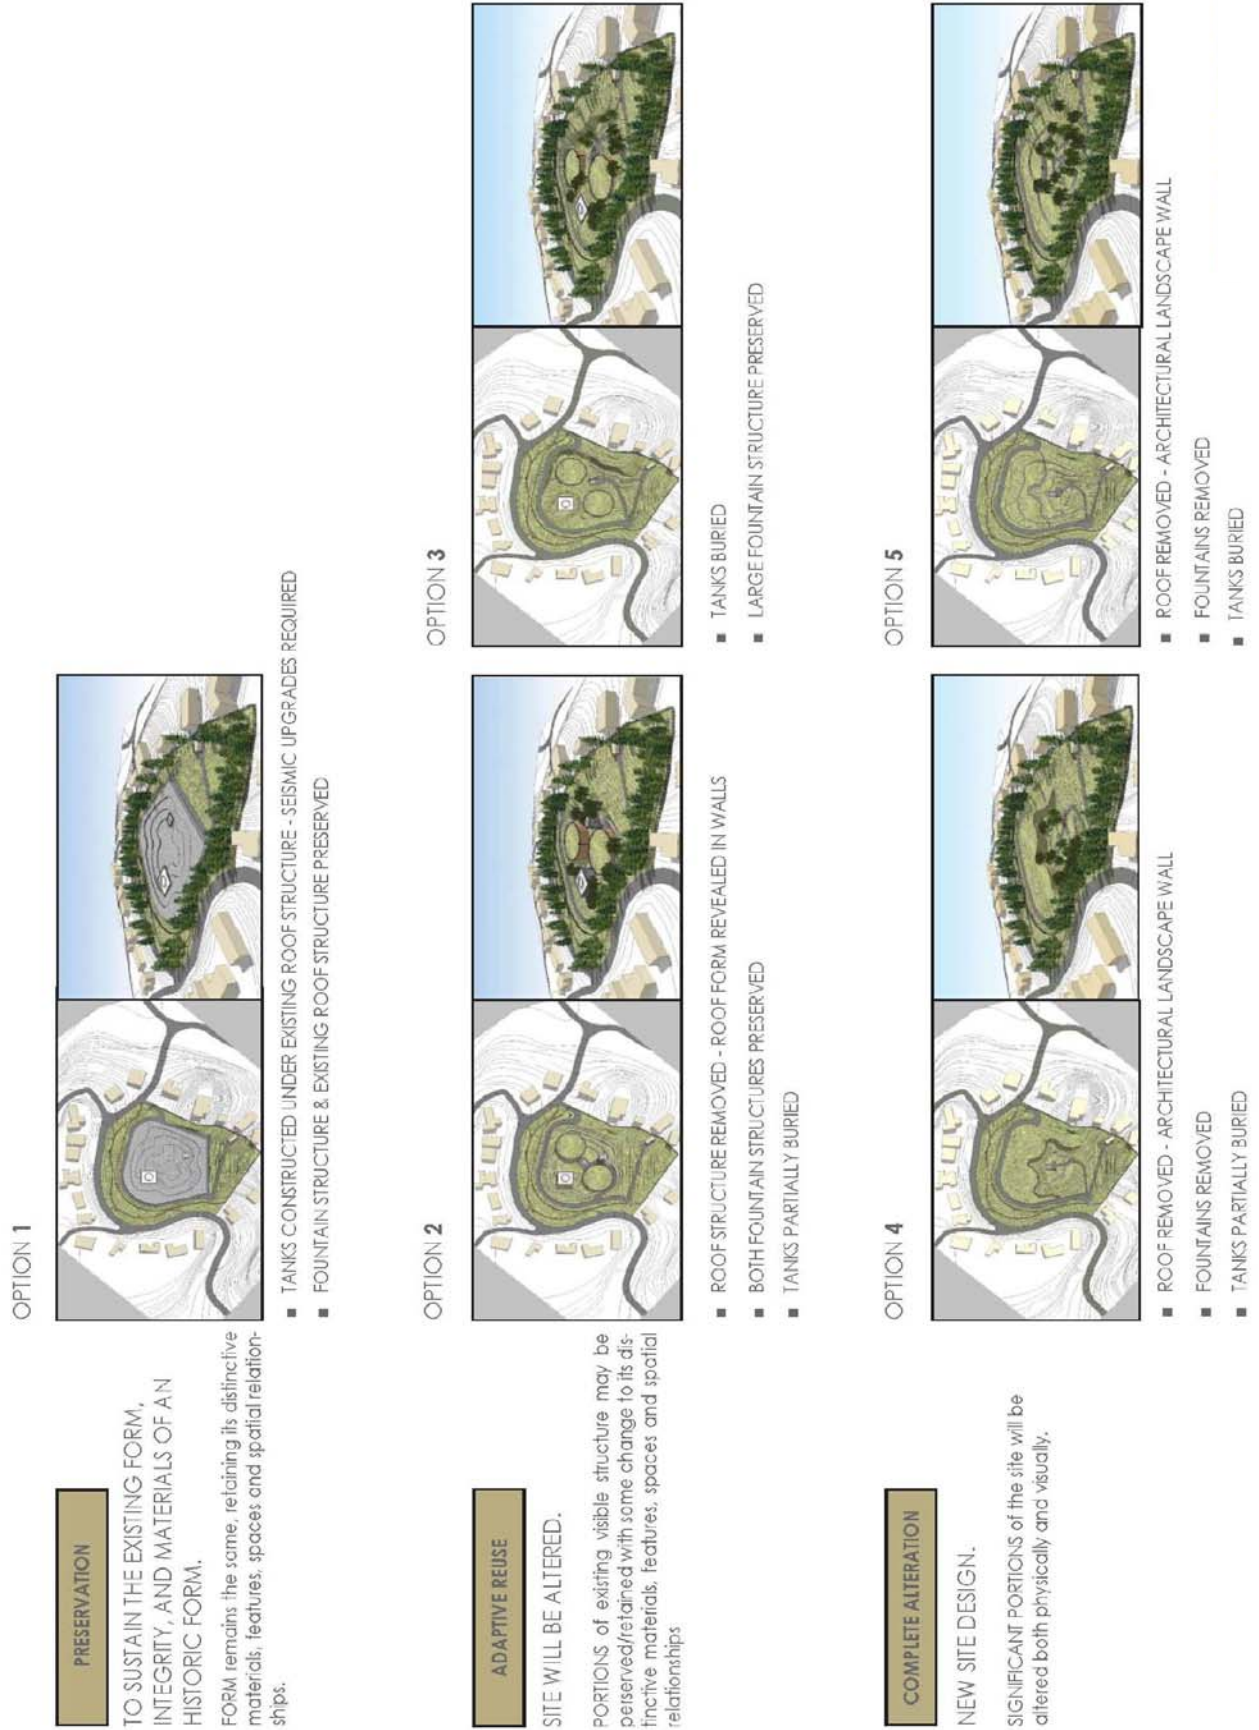 PRESERVATION
TO SUSTAIN THE EXISTING FORM,
INTEGRITY, AND MATERIALS OF AN
HISTORIC FORM.
FORM remains the same, retaining its distinctive
materials, features, spaces and spatial relation-
ships.
OPTION 1
■ TANKS CONSTRUCTED UNDER EXISTING ROOF STRUCTURE - SEISMIC UPGRADES REQUIRED
■ FOUNTAIN STRUCTURE & EXISTING ROOF STRUCTURE PRESERVED
ADAPTIVE REUSE
SITE WILL BE ALTERED.
PORTIONS of existing visible structure may be
perserved/retained with some change to its dis-
tinctive materials, features, spaces and spatial
relationships
OPTION 2
■ ROOF STRUCTURE REMOVED - ROOF FORM REVEALED IN WALLS
■ BOTH FOUNTAIN STRUCTURES PRESERVED
■ TANKS PARTIALLY BURIED
OPTION 3
■ TANKS BURIED
■ LARGE FOUNTAIN STRUCTURE PRESERVED
COMPLETE ALTERATION
NEW SITE DESIGN.
SIGNIFICANT PORTIONS of the site will be
altered both physically and visually.
OPTION 4
■ ROOF REMOVED - ARCHITECTURAL LANDSCAPE WALL
■ FOUNTAINS REMOVED
■ TANKS PARTIALLY BURIED
OPTION 5
■ ROOF REMOVED - ARCHITECTURAL LANDSCAPE WALL
■ FOUNTAINS REMOVED
■ TANKS BURIED